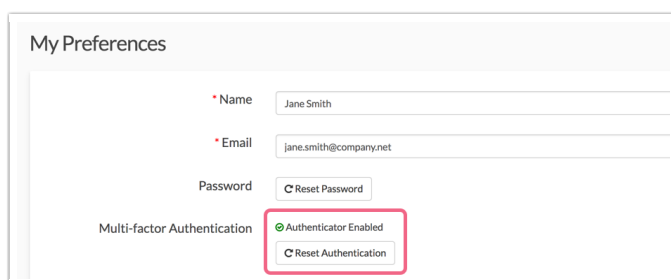 My Preferences
* Name
Jane Smith
* Email
jane.smith@company.net
Password
Reset Password
Multi-factor Authentication
Authenticator Enabled
Reset Authentication